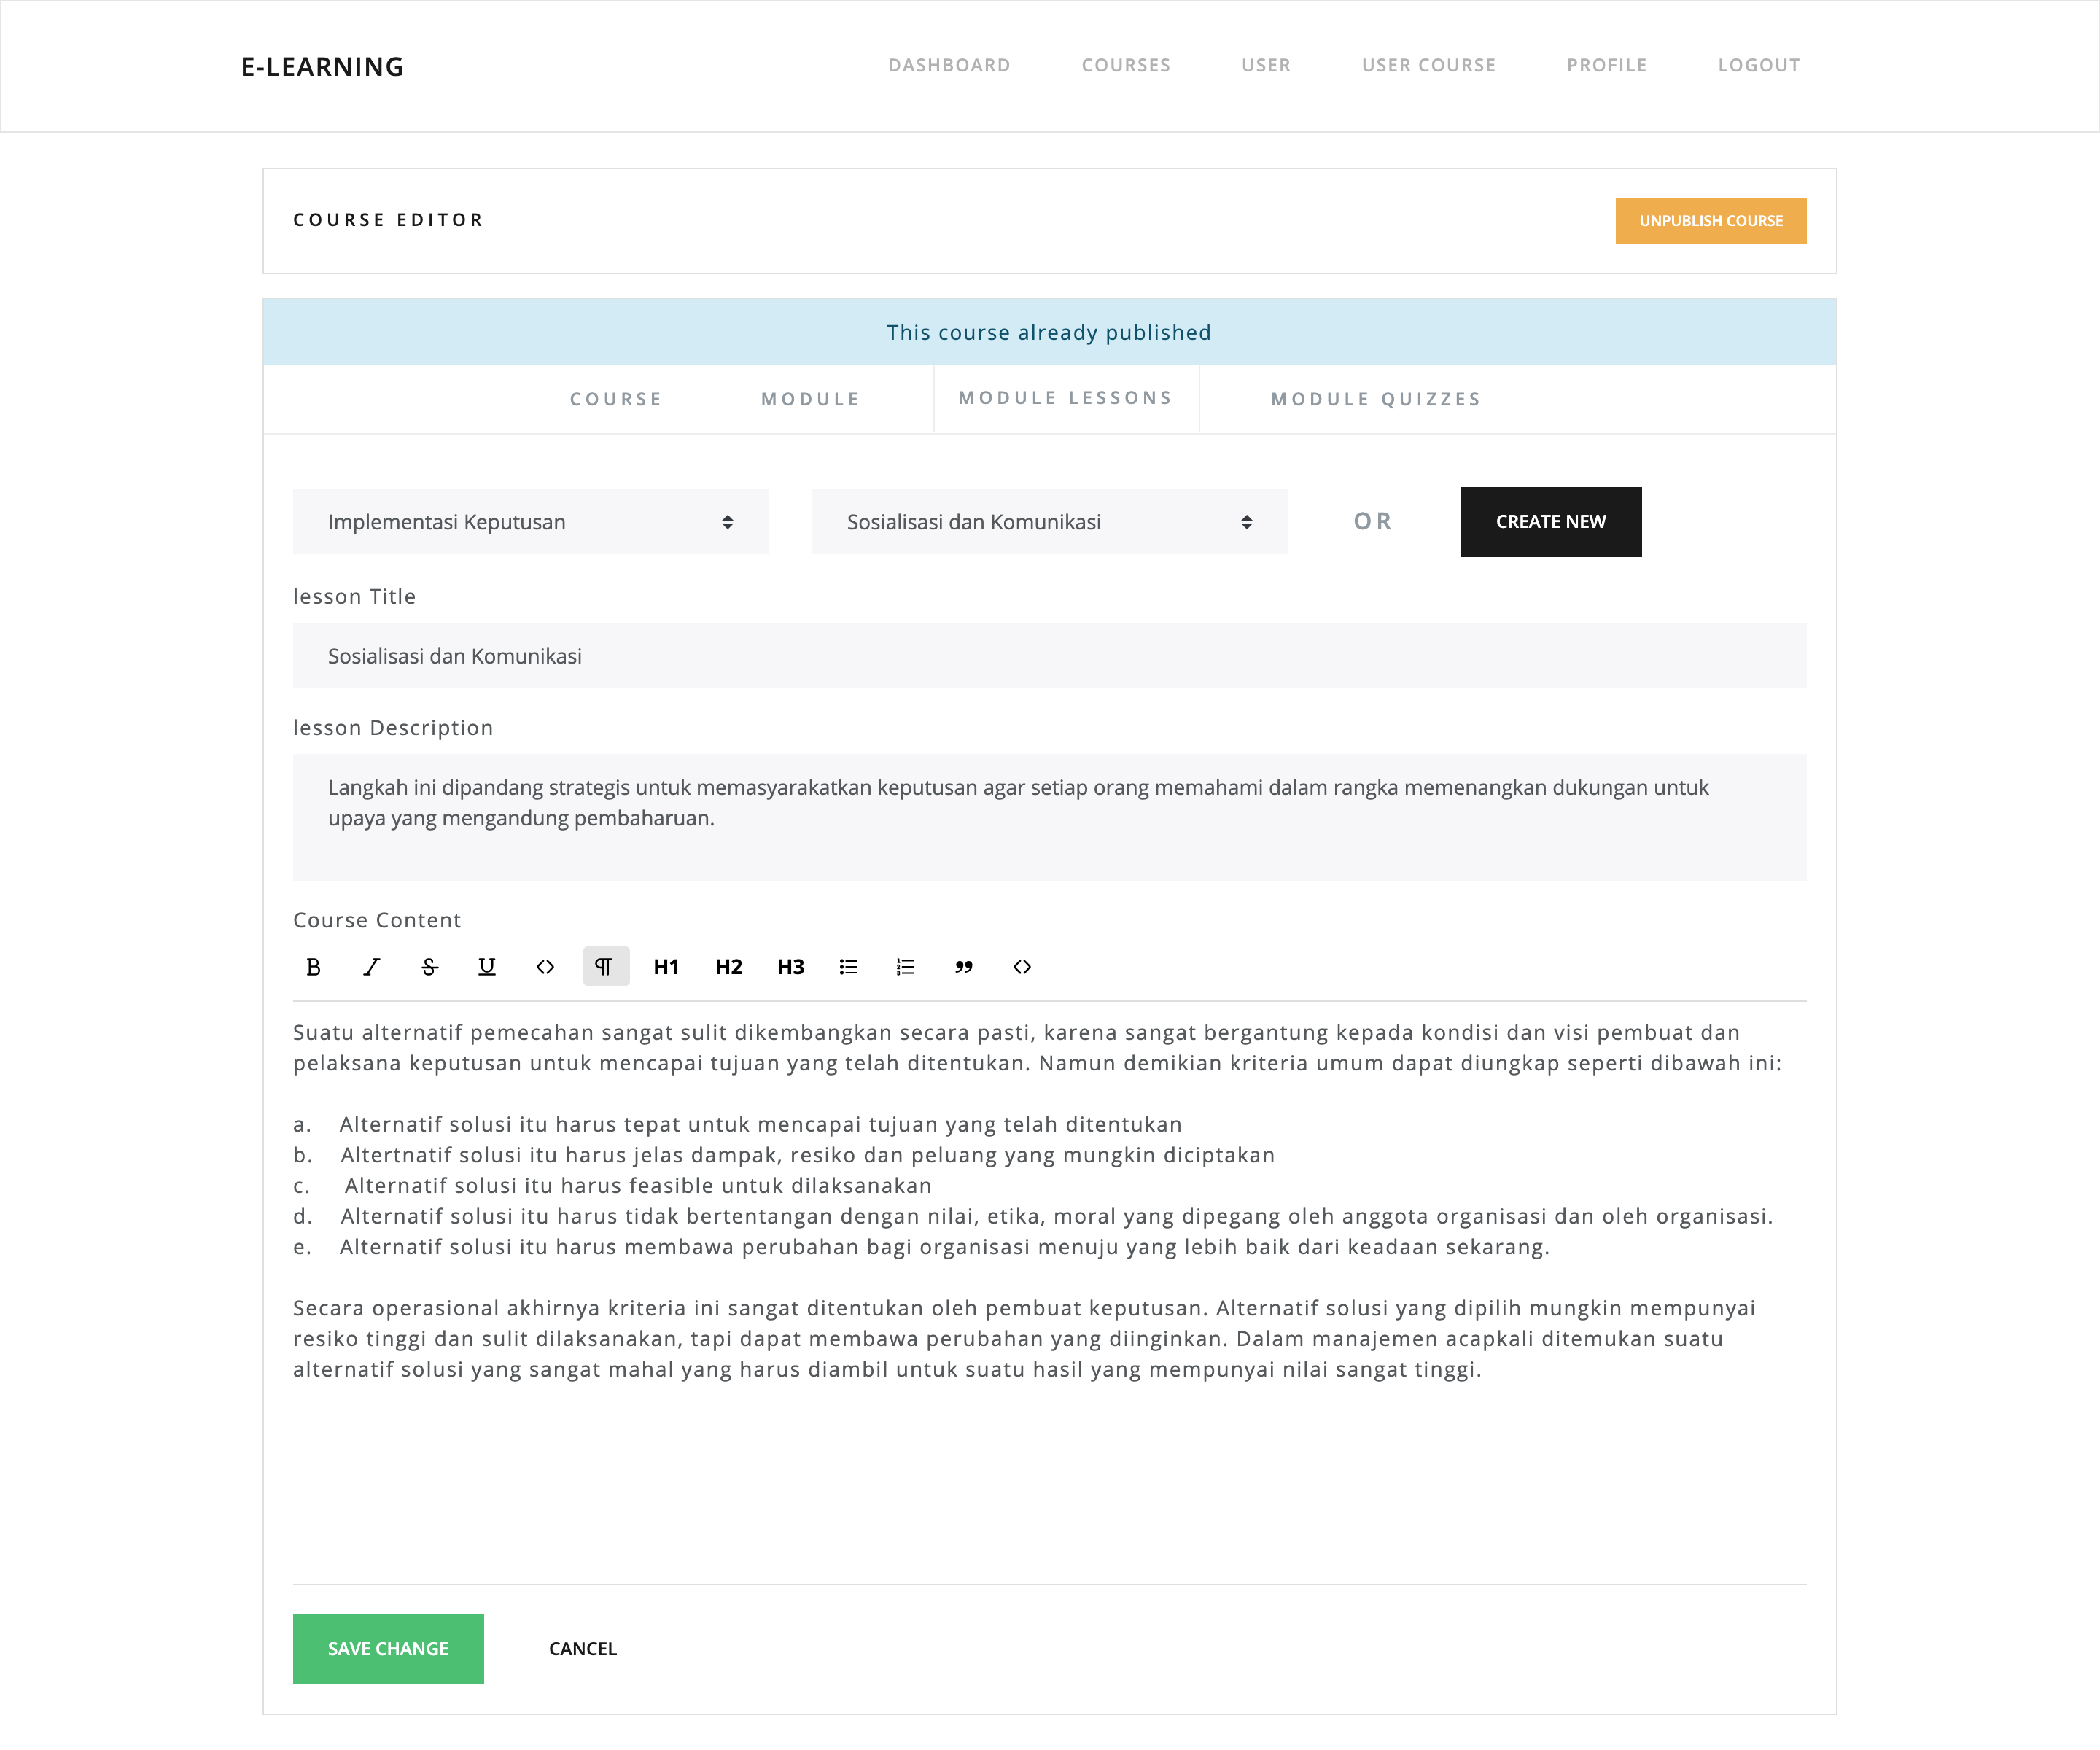 E-LEARNING
DASHBOARD COURSES USER USER COURSE PROFILE LOGOUT
COURSE EDITOR
UNPUBLISH COURSE
This course already published
COURSE MODULE MODULE LESSONS MODULE QUIZZES
Implementasi Keputusan Sosialisasi dan Komunikasi OR CREATE NEW
lesson Title
Sosialisasi dan Komunikasi
lesson Description
Langkah ini dipandang strategis untuk memasyarakatkan keputusan agar setiap orang memahami dalam rangka memenangkan dukungan untuk
upaya yang mengandung pembaharuan.
Course Content
B I S U <> ¶ H1 H2 H3 ” <>
Suatu alternatif pemecahan sangat sulit dikembangkan secara pasti, karena sangat bergantung kepada kondisi dan visi pembuat dan
pelaksana keputusan untuk mencapai tujuan yang telah ditentukan. Namun demikian kriteria umum dapat diungkap seperti dibawah ini:
a. Alternatif solusi itu harus tepat untuk mencapai tujuan yang telah ditentukan
b. Altertnatif solusi itu harus jelas dampak, resiko dan peluang yang mungkin diciptakan
c. Alternatif solusi itu harus feasible untuk dilaksanakan
d. Alternatif solusi itu harus tidak bertentangan dengan nilai, etika, moral yang dipegang oleh anggota organisasi dan oleh organisasi.
e. Alternatif solusi itu harus membawa perubahan bagi organisasi menuju yang lebih baik dari keadaan sekarang.
Secara operasional akhirnya kriteria ini sangat ditentukan oleh pembuat keputusan. Alternatif solusi yang dipilih mungkin mempunyai
resiko tinggi dan sulit dilaksanakan, tapi dapat membawa perubahan yang diinginkan. Dalam manajemen acapkali ditemukan suatu
alternatif solusi yang sangat mahal yang harus diambil untuk suatu hasil yang mempunyai nilai sangat tinggi.
SAVE CHANGE CANCEL